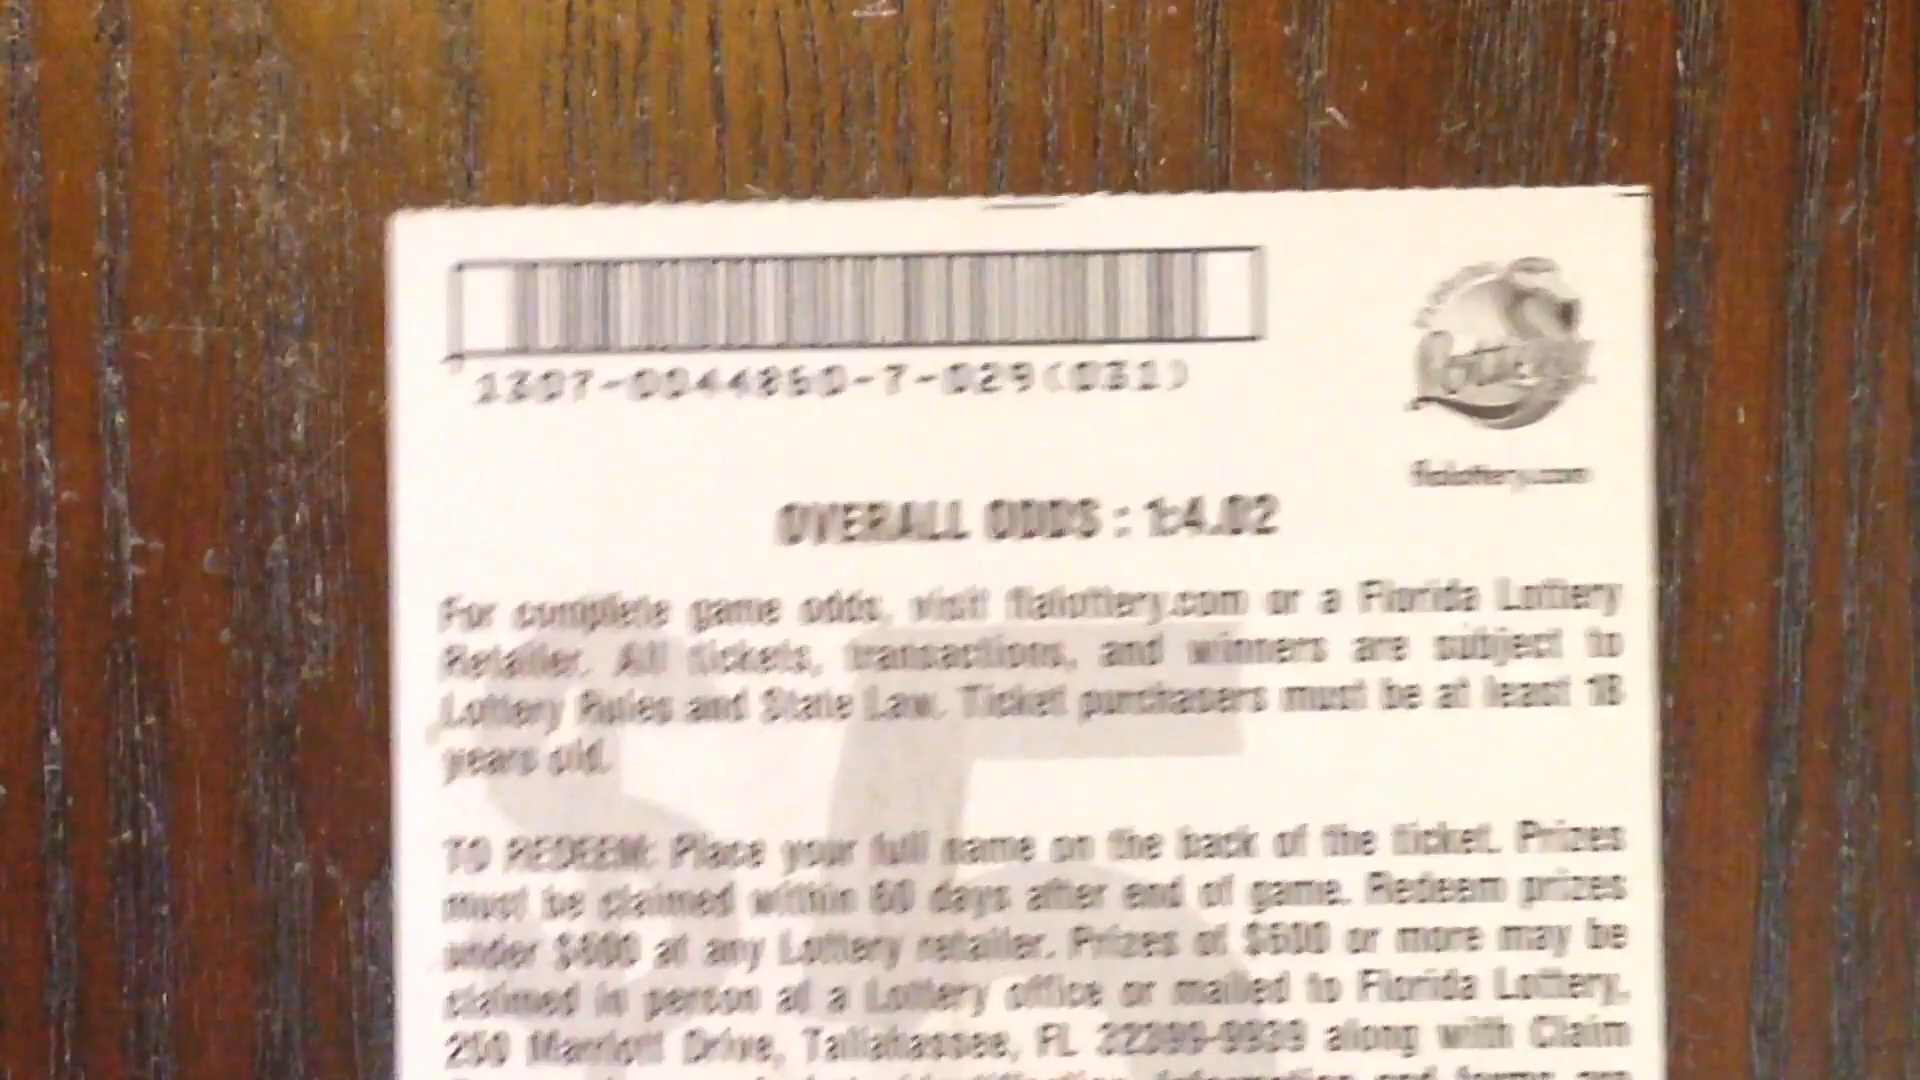 1307-0044860-7-029(031)
LOTTERY
flalottery.com
OVERALL ODDS : 1:4.02
For complete game odds, visit flalottery.com or a Florida Lottery
Retailer. All tickets, transactions, and winners are subject to
Lottery Rules and State Law. Ticket purchasers must be at least 18
years old.
TO REDEEM: Place your full name on the back of the ticket. Prizes
must be claimed within 60 days after end of game. Redeem prizes
under $600 at any Lottery retailer. Prizes of $600 or more may be
claimed in person at a Lottery office or mailed to Florida Lottery,
250 Marriott Drive, Tallahassee, FL 32399-9939 along with Claim